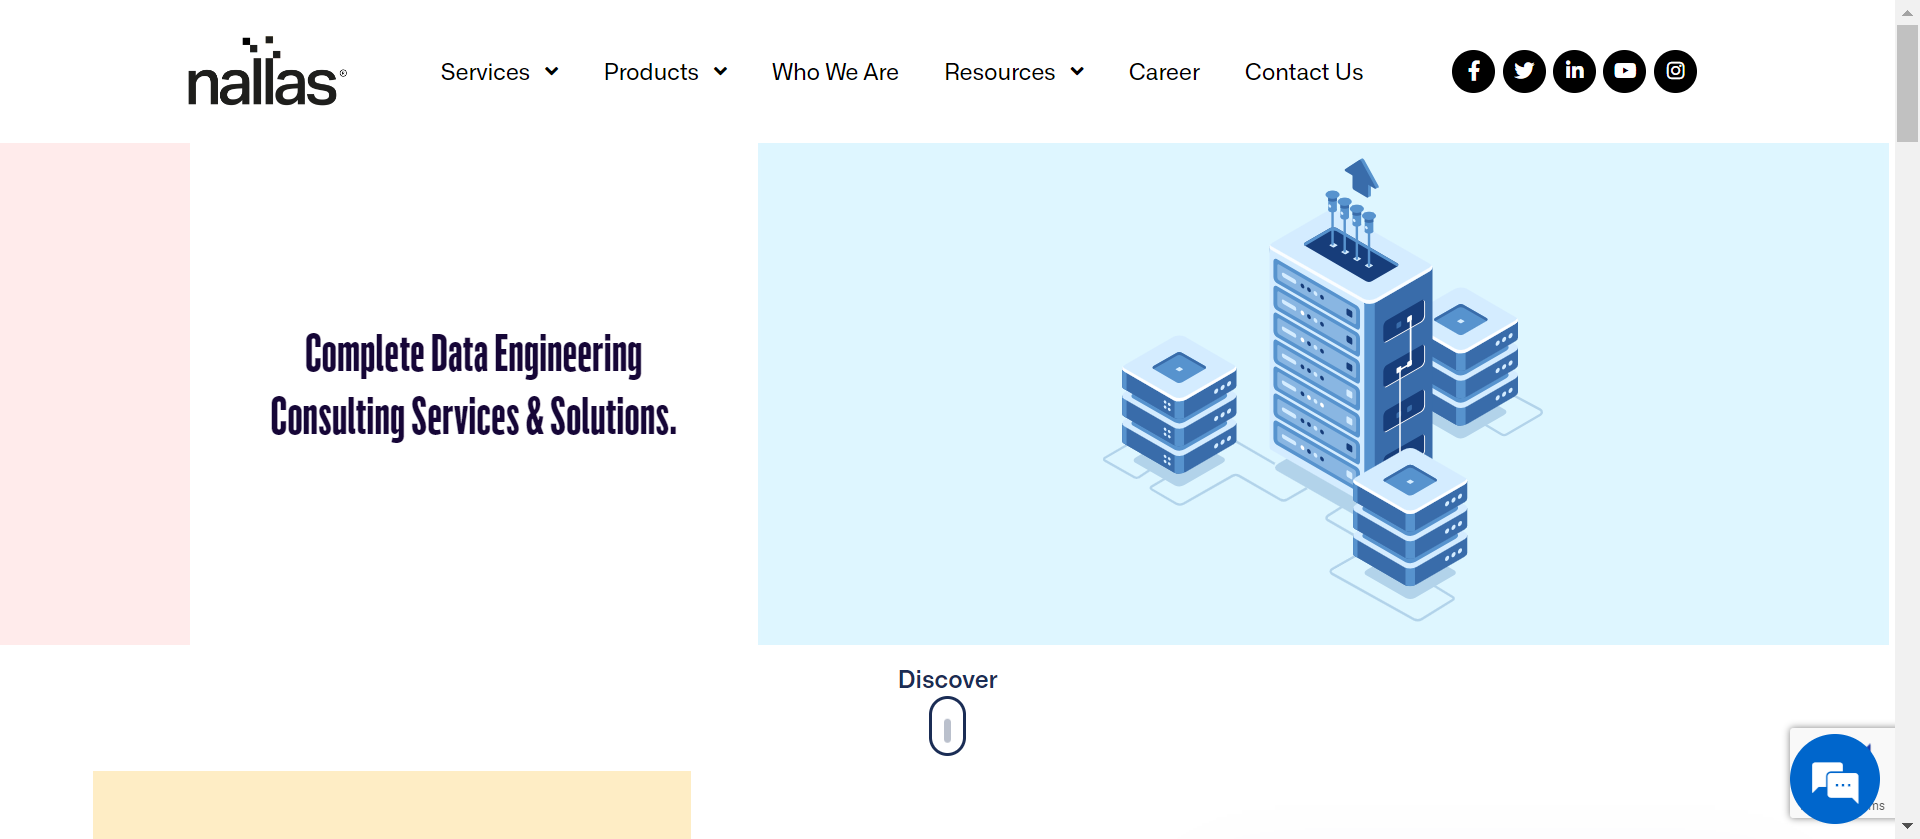 nallas®
Services
Products
Who We Are
Resources
Career
Contact Us
Complete Data Engineering
Consulting Services & Solutions.
Discover